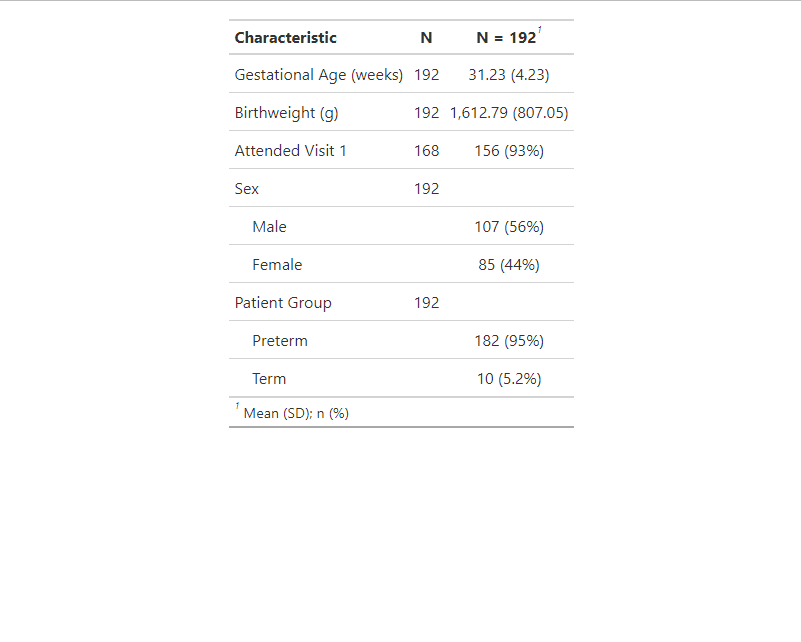 Characteristic N N = 192¹
Gestational Age (weeks) 192 31.23 (4.23)
Birthweight (g) 192 1,612.79 (807.05)
Attended Visit 1 168 156 (93%)
Sex 192
Male 107 (56%)
Female 85 (44%)
Patient Group 192
Preterm 182 (95%)
Term 10 (5.2%)
¹ Mean (SD); n (%)